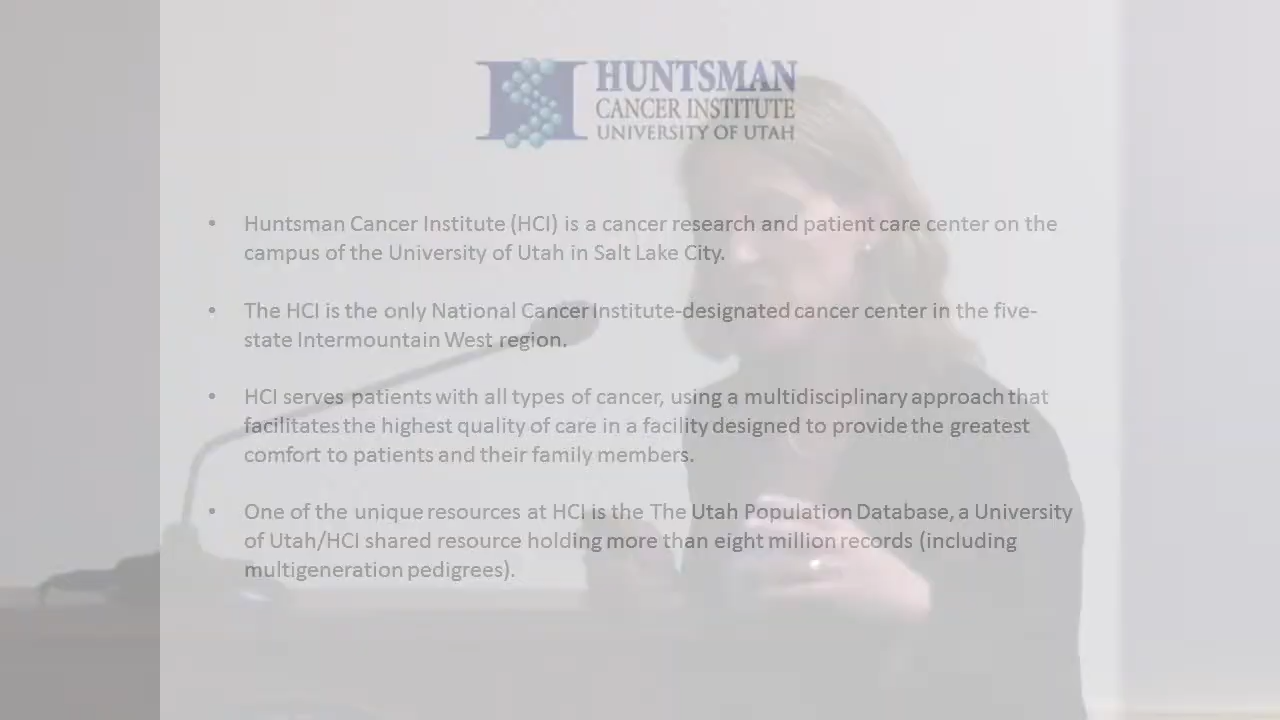 HUNTSMAN
CANCER INSTITUTE
UNIVERSITY OF UTAH
• Huntsman Cancer Institute (HCI) is a cancer research and patient care center on the
campus of the University of Utah in Salt Lake City.
• The HCI is the only National Cancer Institute-designated cancer center in the five-
state Intermountain West region.
• HCI serves patients with all types of cancer, using a multidisciplinary approach that
facilitates the highest quality of care in a facility designed to provide the greatest
comfort to patients and their family members.
• One of the unique resources at HCI is the The Utah Population Database, a University
of Utah/HCI shared resource holding more than eight million records (including
multigeneration pedigrees).